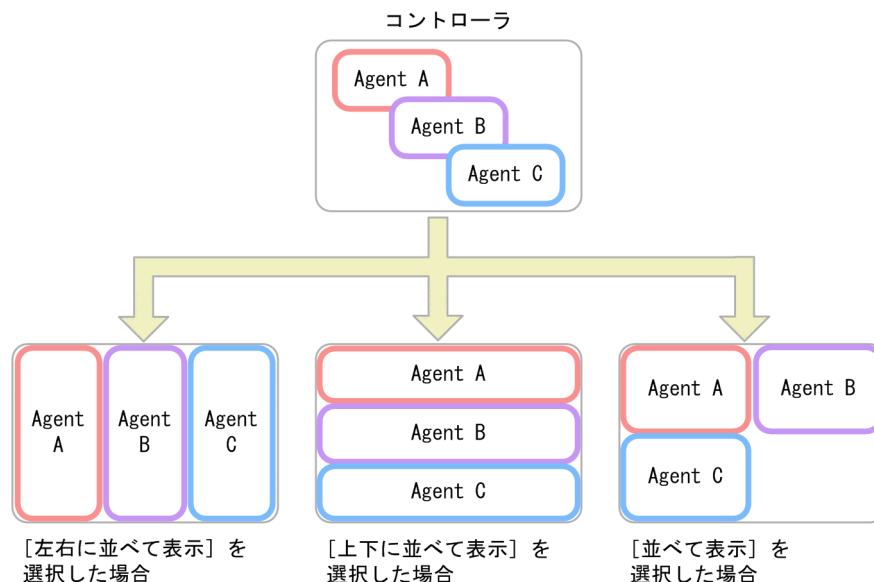 コントローラ
Agent A
Agent B
Agent C
Agent
A
Agent
B
Agent
C
[左右に並べて表示] を
選択した場合
Agent A
Agent B
Agent C
[上下に並べて表示] を
選択した場合
Agent A
Agent B
Agent C
[並べて表示] を
選択した場合